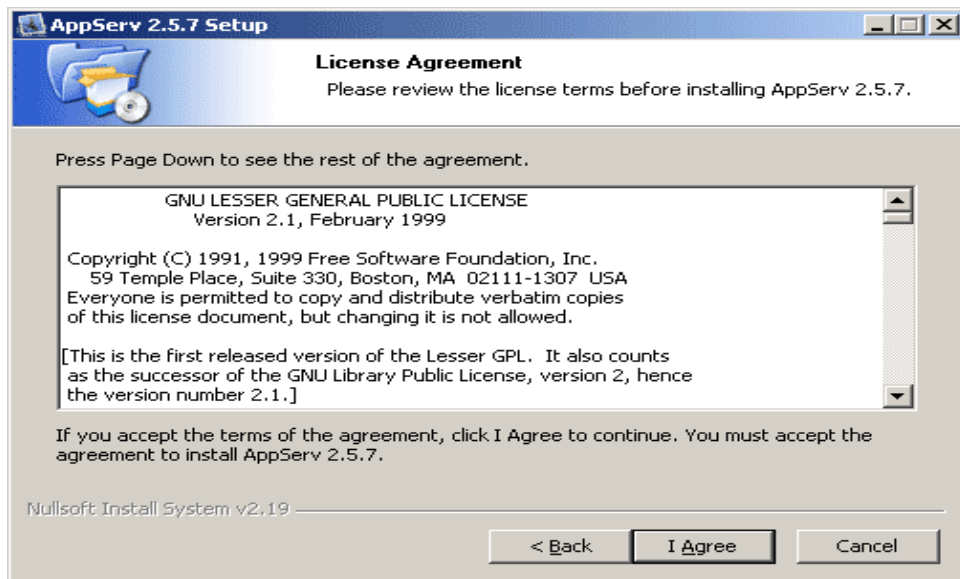 AppServ 2.5.7 Setup
License Agreement
Please review the license terms before installing AppServ 2.5.7.
Press Page Down to see the rest of the agreement.
GNU LESSER GENERAL PUBLIC LICENSE
Version 2.1, February 1999
Copyright (C) 1991, 1999 Free Software Foundation, Inc.
59 Temple Place, Suite 330, Boston, MA 02111-1307 USA
Everyone is permitted to copy and distribute verbatim copies
of this license document, but changing it is not allowed.
[This is the first released version of the Lesser GPL. It also counts
as the successor of the GNU Library Public License, version 2, hence
the version number 2.1.]
If you accept the terms of the agreement, click I Agree to continue. You must accept the
agreement to install AppServ 2.5.7.
Nullsoft Install System v2.19
< Back
I Agree
Cancel